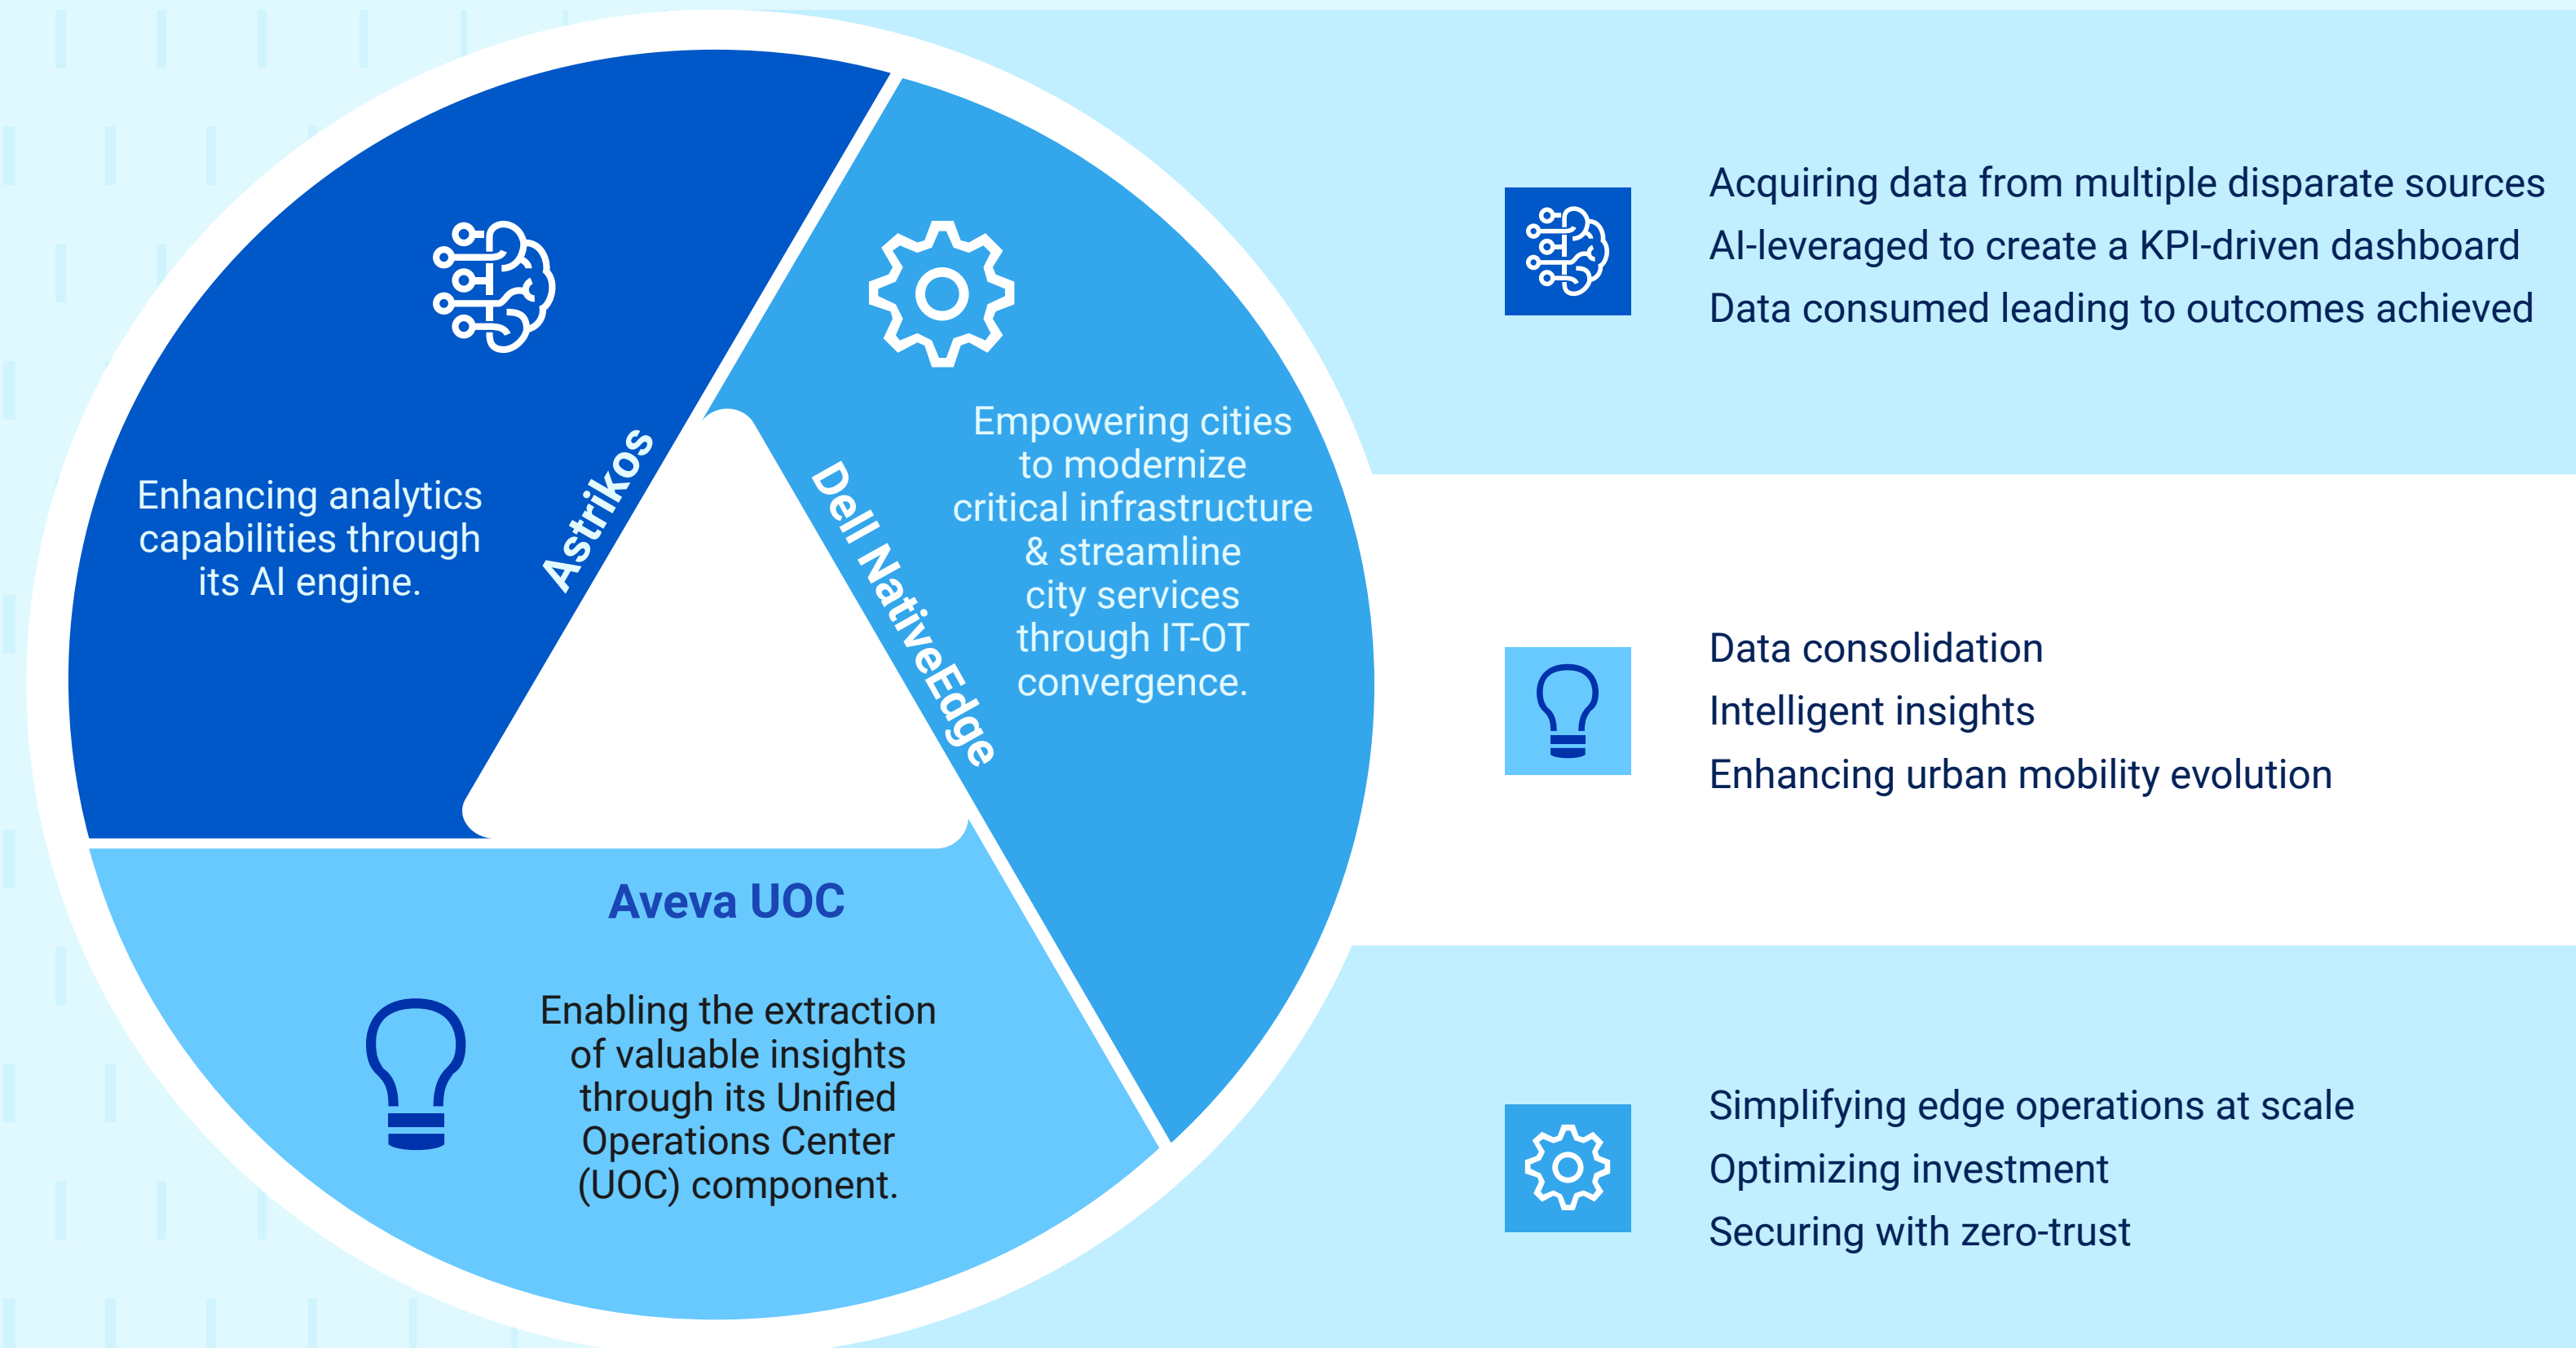 Astrikos
Enhancing analytics
capabilities through
its AI engine.
Dell NativeEdge
Empowering cities
to modernize
critical infrastructure
& streamline
city services
through IT-OT
convergence.
Aveva UOC
Enabling the extraction
of valuable insights
through its Unified
Operations Center
(UOC) component.
Acquiring data from multiple disparate sources
AI-leveraged to create a KPI-driven dashboard
Data consumed leading to outcomes achieved
Data consolidation
Intelligent insights
Enhancing urban mobility evolution
Simplifying edge operations at scale
Optimizing investment
Securing with zero-trust